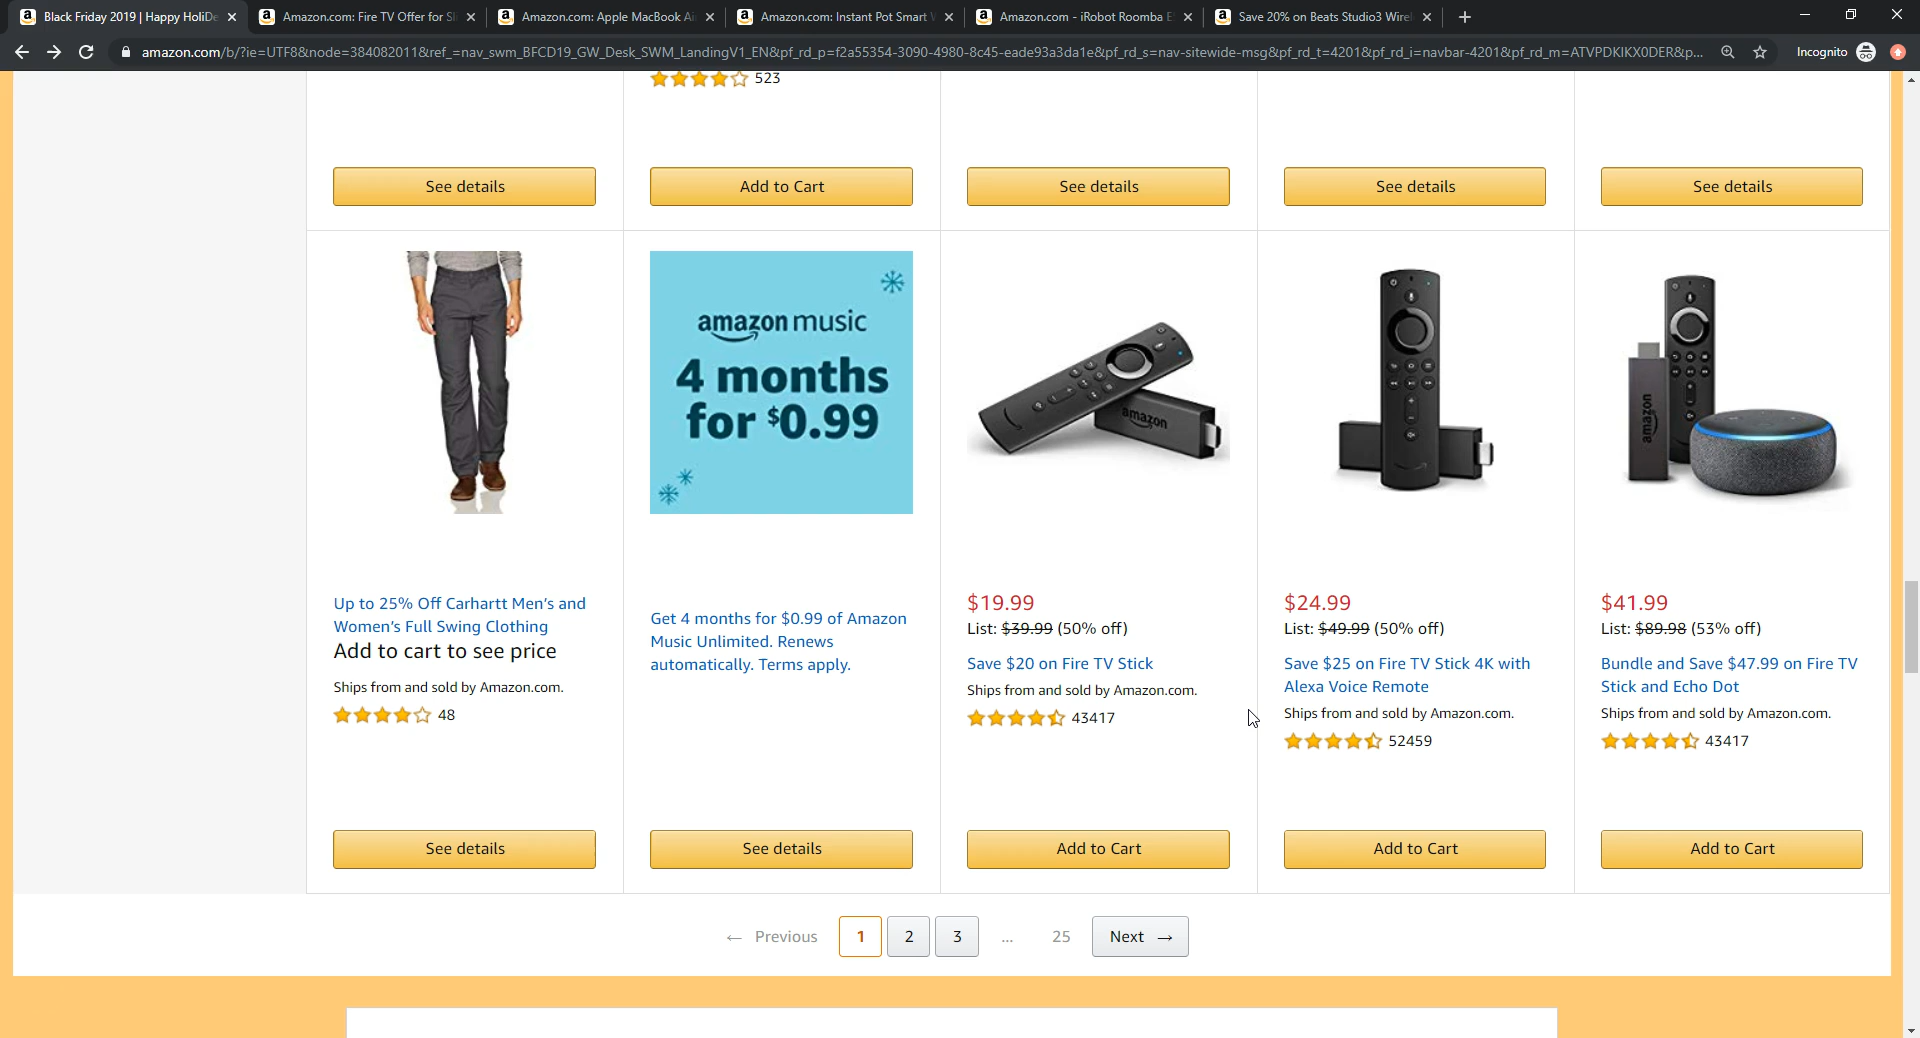 Black Friday 2019 | Happy HoliDe
Amazon.com: Fire TV Offer for Sl
Amazon.com: Apple MacBook Ai
Amazon.com: Instant Pot Smart W
Amazon.com - iRobot Roomba E
Save 20% on Beats Studio3 Wirel
amazon.com/b/?ie=UTF8&node=384082011&ref_=nav_swm_BFCD19_GW_Desk_SWM_LandingV1_EN&pf_rd_p=f2a55354-3090-4980-8c45-eade93a3da1e&pf_rd_s=nav-sitewide-msg&pf_rd_t=4201&pf_rd_i=navbar-4201&pf_rd_m=ATVPDKIKX0DER&p...
Incognito
523
See details
Add to Cart
See details
See details
See details
amazon music
4 months
for $0.99
amazon
amazon
Up to 25% Off Carhartt Men's and
Women's Full Swing Clothing
Add to cart to see price
Ships from and sold by Amazon.com.
48
Get 4 months for $0.99 of Amazon
Music Unlimited. Renews
automatically. Terms apply.
$19.99
List: $39.99 (50% off)
Save $20 on Fire TV Stick
Ships from and sold by Amazon.com.
43417
$24.99
List: $49.99 (50% off)
Save $25 on Fire TV Stick 4K with
Alexa Voice Remote
Ships from and sold by Amazon.com.
52459
$41.99
List: $89.98 (53% off)
Bundle and Save $47.99 on Fire TV
Stick and Echo Dot
Ships from and sold by Amazon.com.
43417
See details
See details
Add to Cart
Add to Cart
Add to Cart
← Previous 1 2 3 ... 25 Next →